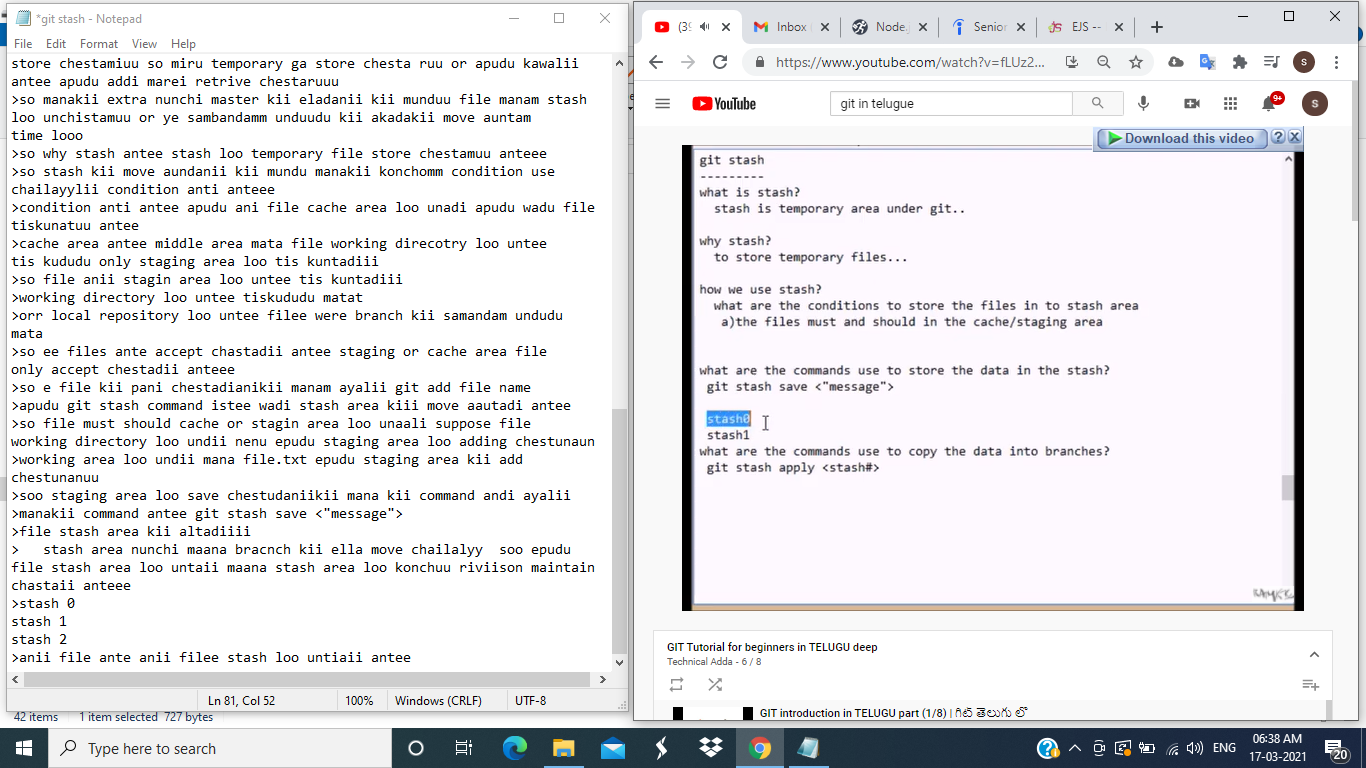 *git stash - Notepad
File Edit Format View Help
store chestamiuu so miru temporary ga store chesta ruu or apudu kawalii
antee apudu addi marei retrive chestaruuu
>so manakii extra nunchi master kii eladanii kii munduu file manam stash
loo unchistamuu or ye sambandamm unduudu kii akadakii move auntam
time looo
>so why stash antee stash loo temporary file store chestamuu anteee
>so stash kii move aundanii kii mundu manakii konchomm condition use
chailayylii condition anti anteee
>condition anti antee apudu ani file cache area loo unadi apudu wadu file
tiskunatuu antee
>cache area antee middle area mata file working direcotry loo untee
tis kududu only staging area loo tis kuntadiii
>so file anii stagin area loo untee tis kuntadiii
>working directory loo untee tiskududu matat
>orr local repository loo untee filee were branch kii samandam undudu
mata
>so ee files ante accept chastadii antee staging or cache area file
only accept chestadii anteee
>so e file kii pani chestadianikii manam ayalii git add file name
>apudu git stash command istee wadi stash area kiii move aautadi antee
>so file must should cache or stagin area loo unaali suppose file
working directory loo undii nenu epudu staging area loo adding chestunaun
>working area loo undii mana file.txt epudu staging area kii add
chestunanuu
>soo staging area loo save chestudaniikii mana kii command andi ayalii
>manakii command antee git stash save <"message">
>file stash area kii altadiiii
> stash area nunchi maana bracnch kii ella move chailalyy soo epudu
file stash area loo untaii maana stash area loo konchuu riviison maintain
chastaii anteee
>stash 0
stash 1
stash 2
>anii file ante anii filee stash loo untiaii antee
Ln 81, Col 52 100% Windows (CRLF) UTF-8
42 items 1 item selected 727 bytes
(39 Inbox Node. Senior EJS --
https://www.youtube.com/watch?v=fLUz2... S
YouTube git in telugue 9+ S
Download this video ?
git stash
---------
what is stash?
stash is temporary area under git..
why stash?
to store temporary files...
how we use stash?
what are the conditions to store the files in to stash area
a)the files must and should in the cache/staging area
what are the commands use to store the data in the stash?
git stash save <"message">
stash0
stash1
what are the commands use to copy the data into branches?
git stash apply <stash#>
GIT Tutorial for beginners in TELUGU deep
Technical Adda - 6 / 8
GIT introduction in TELUGU part (1/8) | గిట్ తెలుగు లో
Type here to search
ENG
06:38 AM
17-03-2021
20